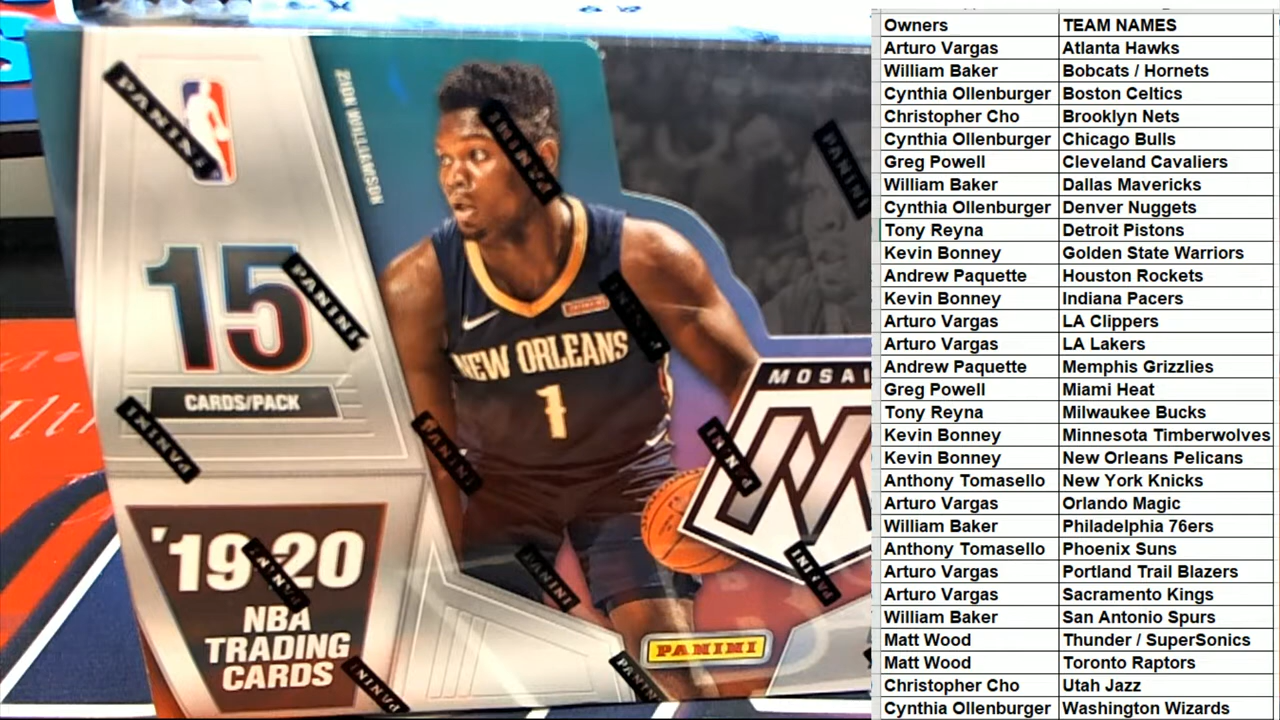 PANINI
ZION WILLIAMSON
15
CARDS/PACK
'19-20
NBA
TRADING
CARDS
NEW ORLEANS
1
PANINI
Owners TEAM NAMES
Arturo Vargas Atlanta Hawks
William Baker Bobcats / Hornets
Cynthia Ollenburger Boston Celtics
Christopher Cho Brooklyn Nets
Cynthia Ollenburger Chicago Bulls
Greg Powell Cleveland Cavaliers
William Baker Dallas Mavericks
Cynthia Ollenburger Denver Nuggets
Tony Reyna Detroit Pistons
Kevin Bonney Golden State Warriors
Andrew Paquette Houston Rockets
Kevin Bonney Indiana Pacers
Arturo Vargas LA Clippers
Arturo Vargas LA Lakers
Andrew Paquette Memphis Grizzlies
Greg Powell Miami Heat
Tony Reyna Milwaukee Bucks
Kevin Bonney Minnesota Timberwolves
Kevin Bonney New Orleans Pelicans
Anthony Tomasello New York Knicks
Arturo Vargas Orlando Magic
William Baker Philadelphia 76ers
Anthony Tomasello Phoenix Suns
Arturo Vargas Portland Trail Blazers
Arturo Vargas Sacramento Kings
William Baker San Antonio Spurs
Matt Wood Thunder / SuperSonics
Matt Wood Toronto Raptors
Christopher Cho Utah Jazz
Cynthia Ollenburger Washington Wizards